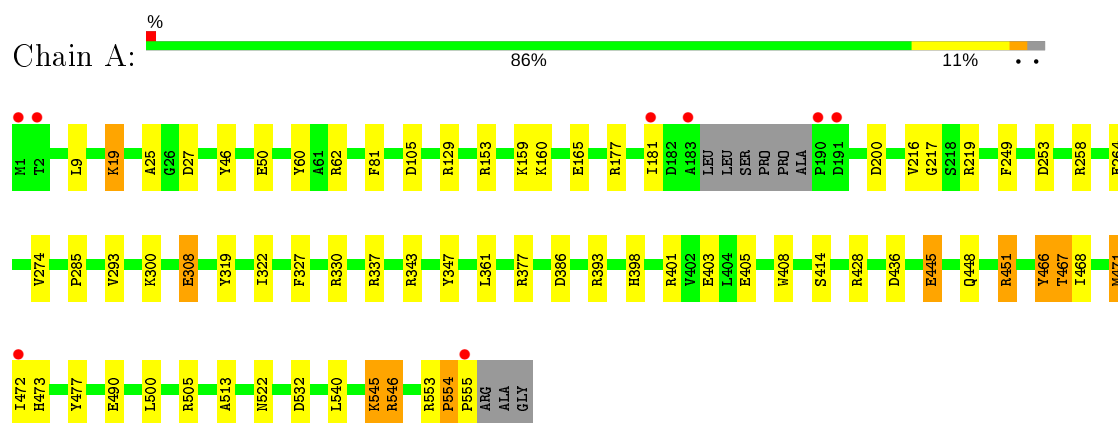 %
Chain A:
86% 11% • •
M1 T2 L9 K19 A25 G26 D27 Y46 E50 Y60 A61 R62 F81 D105 R129 R153 K159 K160 E165 R177 I181 D182 A183 LEU LEU SER PRO PRO ALA P190 D191 D200 V216 G217 S218 R219 F249 D253 R258
V274 P285 V293 K300 E308 Y319 I322 F327 R330 R337 R343 Y347 L361 R377 D386 R393 H398 R401 V402 E403 L404 E405 W408 S414 R428 D436 E445 Q448 R451 Y466 T467 I468 M471
I472 H473 Y477 E490 L500 R505 A513 N522 D532 L540 K545 R546 R553 P554 P555 ARG ALA GLY